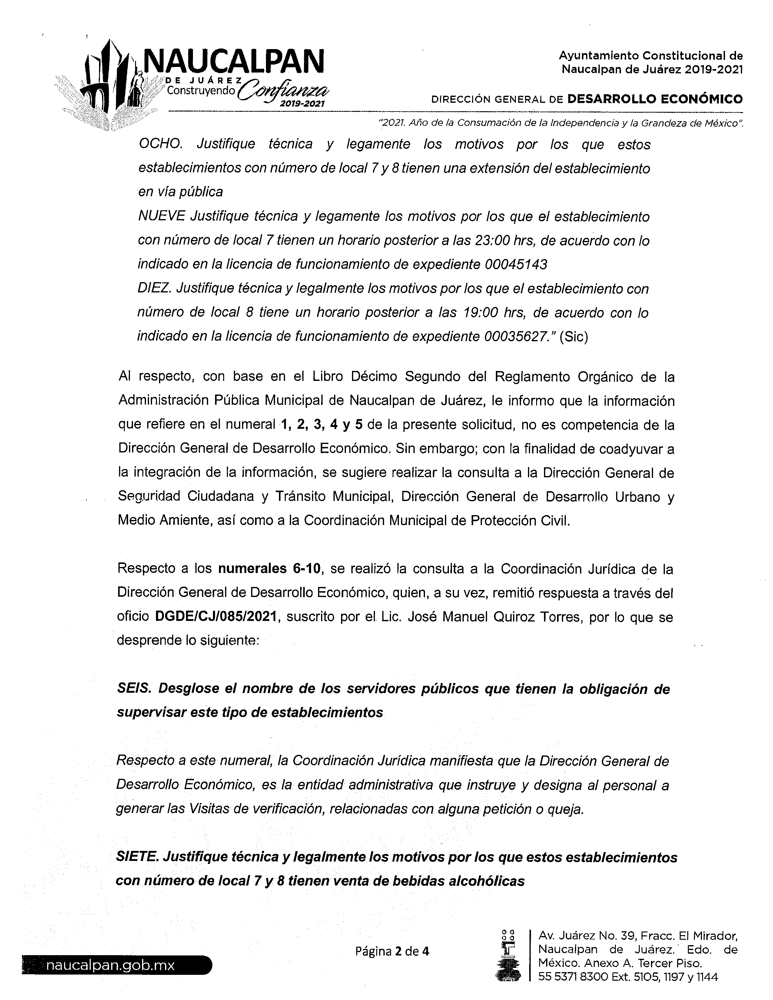 NAUCALPAN
DE JUÁREZ
Construyendo Confianza
2019-2021
Ayuntamiento Constitucional de
Naucalpan de Juárez 2019-2021
DIRECCIÓN GENERAL DE DESARROLLO ECONÓMICO
"2021. Año de la Consumación de la Independencia y la Grandeza de México".
OCHO. Justifique técnica y legamente los motivos por los que estos
establecimientos con número de local 7 y 8 tienen una extensión del establecimiento
en vía pública
NUEVE Justifique técnica y legamente los motivos por los que el establecimiento
con número de local 7 tienen un horario posterior a las 23:00 hrs, de acuerdo con lo
indicado en la licencia de funcionamiento de expediente 00045143
DIEZ. Justifique técnica y legalmente los motivos por los que el establecimiento con
número de local 8 tiene un horario posterior a las 19:00 hrs, de acuerdo con lo
indicado en la licencia de funcionamiento de expediente 00035627." (Sic)
Al respecto, con base en el Libro Décimo Segundo del Reglamento Orgánico de la
Administración Pública Municipal de Naucalpan de Juárez, le informo que la información
que refiere en el numeral 1, 2, 3, 4 y 5 de la presente solicitud, no es competencia de la
Dirección General de Desarrollo Económico. Sin embargo; con la finalidad de coadyuvar a
la integración de la información, se sugiere realizar la consulta a la Dirección General de
Seguridad Ciudadana y Tránsito Municipal, Dirección General de Desarrollo Urbano y
Medio Amiente, así como a la Coordinación Municipal de Protección Civil.
Respecto a los numerales 6-10, se realizó la consulta a la Coordinación Jurídica de la
Dirección General de Desarrollo Económico, quien, a su vez, remitió respuesta a través del
oficio DGDE/CJ/085/2021, suscrito por el Lic. José Manuel Quiroz Torres, por lo que se
desprende lo siguiente:
SEIS. Desglose el nombre de los servidores públicos que tienen la obligación de
supervisar este tipo de establecimientos
Respecto a este numeral, la Coordinación Jurídica manifiesta que la Dirección General de
Desarrollo Económico, es la entidad administrativa que instruye y designa al personal a
generar las Visitas de verificación, relacionadas con alguna petición o queja.
SIETE. Justifique técnica y legalmente los motivos por los que estos establecimientos
con número de local 7 y 8 tienen venta de bebidas alcohólicas
Página 2 de 4
naucalpan.gob.mx
Av. Juárez No. 39, Fracc. El Mirador,
Naucalpan de Juárez. Edo. de
México. Anexo A. Tercer Piso.
55 5371 8300 Ext. 5105, 1197 y 1144